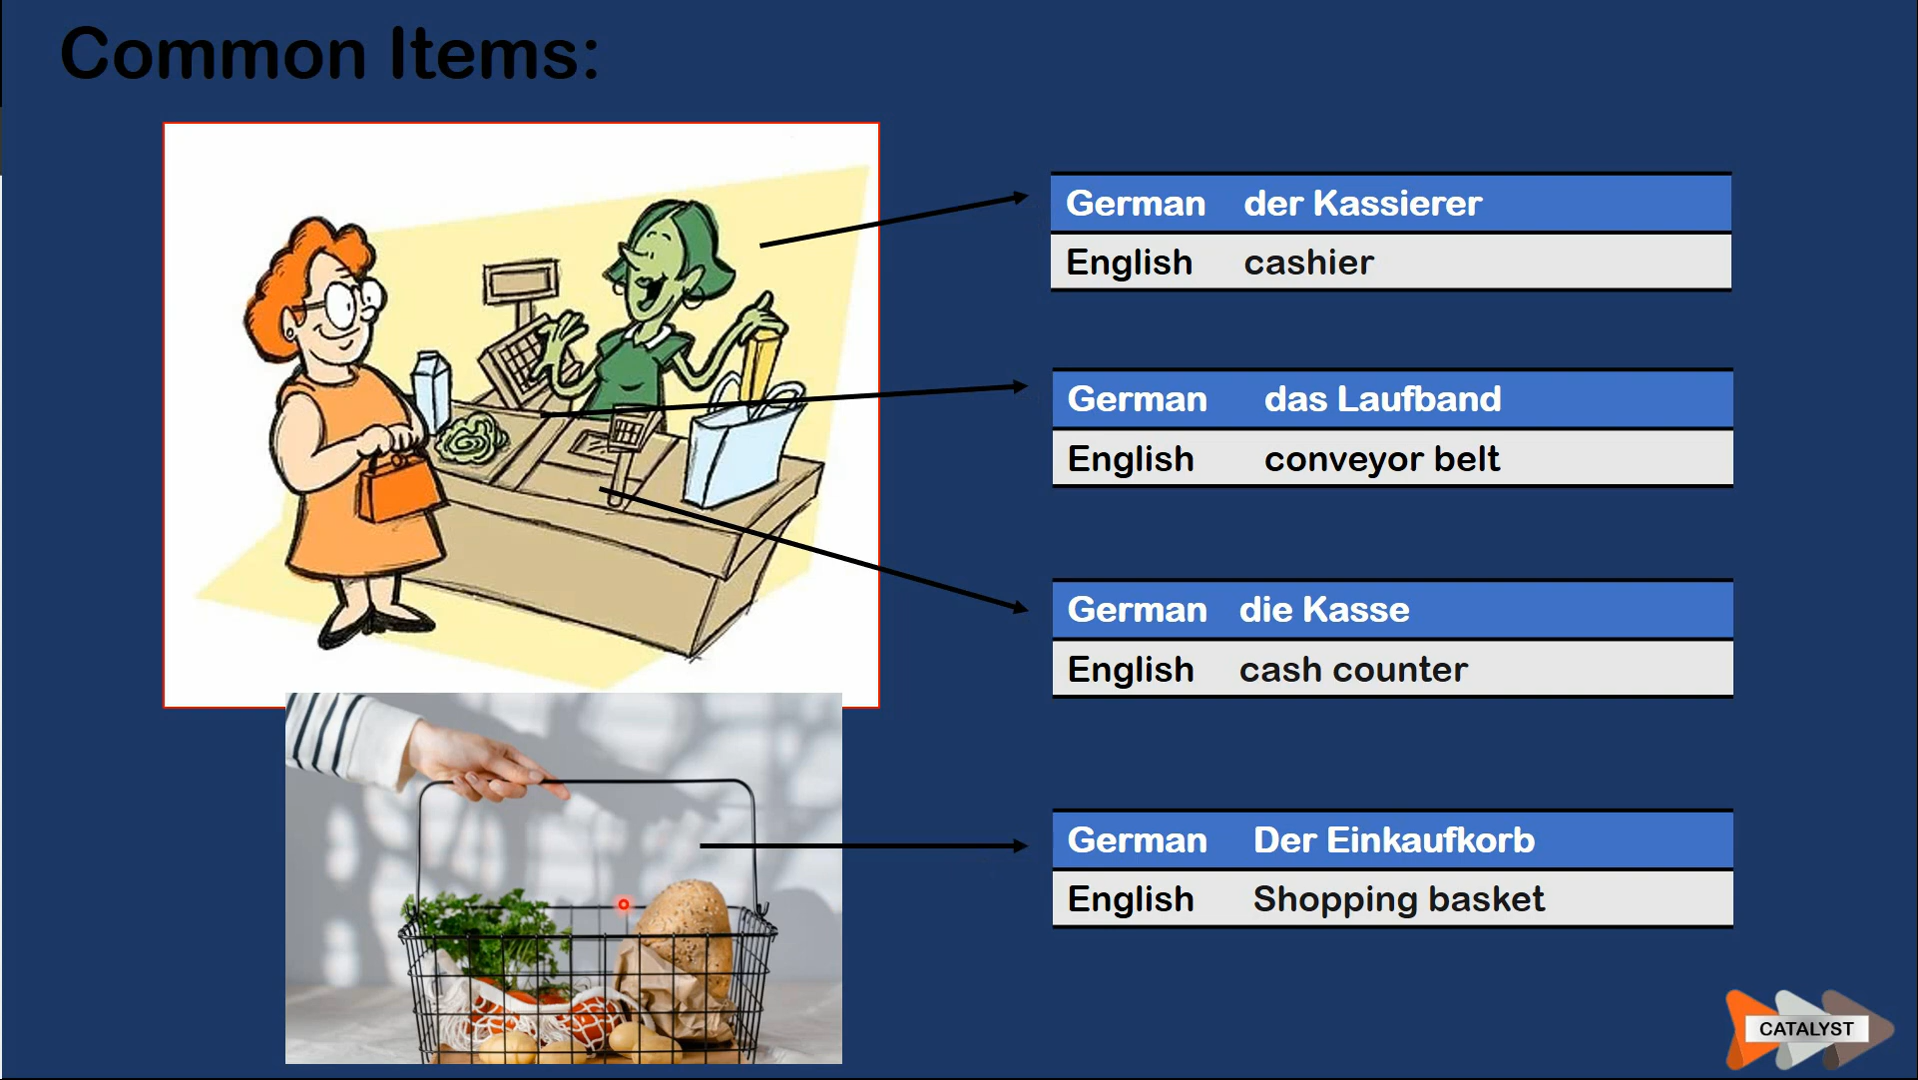 Common Items:
German der Kassierer
English cashier
German das Laufband
English conveyor belt
German die Kasse
English cash counter
German Der Einkaufkorb
English Shopping basket
CATALYST